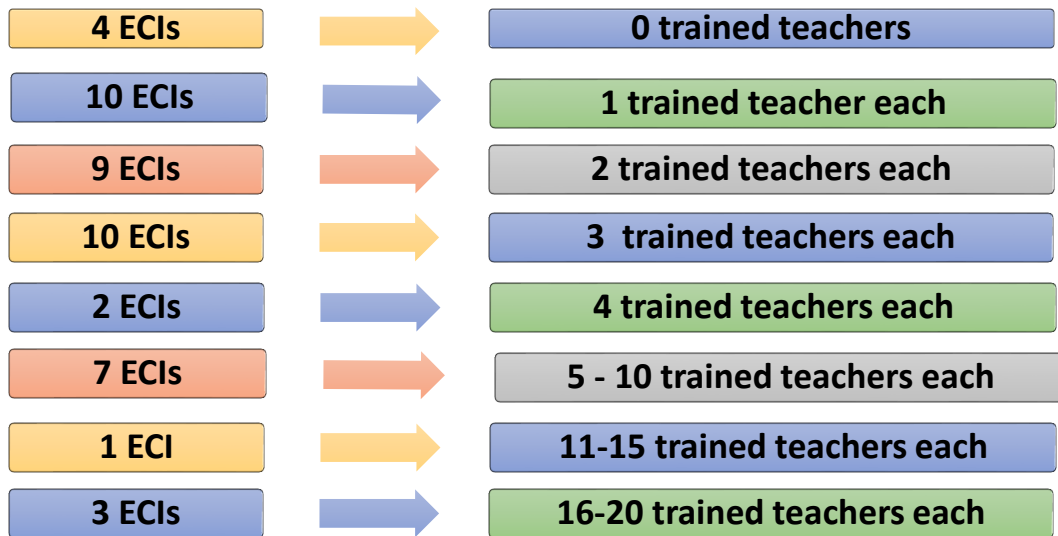 4 ECIs 0 trained teachers
10 ECIs 1 trained teacher each
9 ECIs 2 trained teachers each
10 ECIs 3 trained teachers each
2 ECIs 4 trained teachers each
7 ECIs 5 - 10 trained teachers each
1 ECI 11-15 trained teachers each
3 ECIs 16-20 trained teachers each